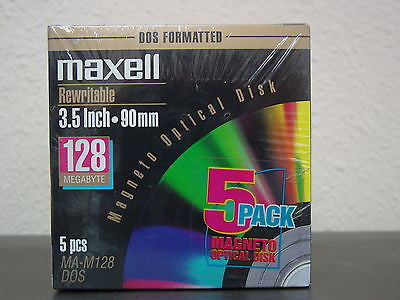 DOS FORMATTED
maxell
Rewritable
3.5 Inch • 90mm
Magneto Optical Disk
128
MEGABYTE
5 PACK
MAGNETO
OPTICAL DISK
5 pcs
MA-M128
DOS